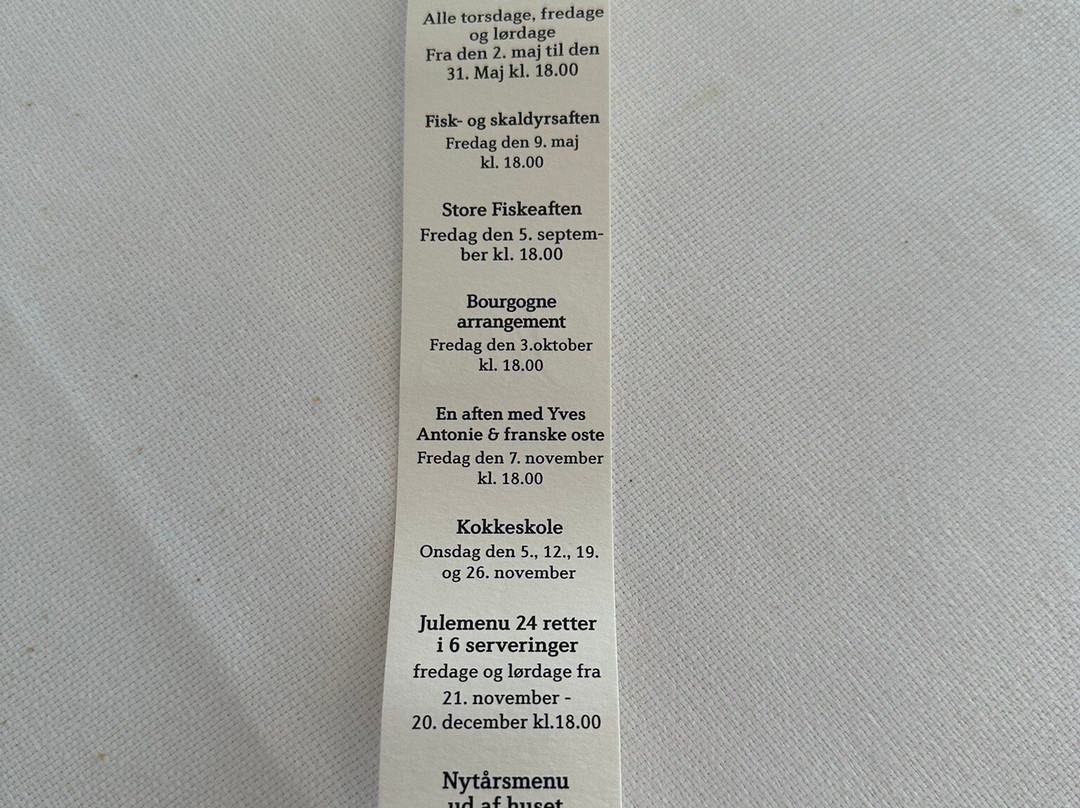 Alle torsdage, fredage
og lørdage
Fra den 2. maj til den
31. Maj kl. 18.00
Fisk- og skaldyrsaften
Fredag den 9. maj
kl. 18.00
Store Fiskeaften
Fredag den 5. septem-
ber kl. 18.00
Bourgogne
arrangement
Fredag den 3.oktober
kl. 18.00
En aften med Yves
Antonie & franske oste
Fredag den 7. november
kl. 18.00
Kokkeskole
Onsdag den 5., 12., 19.
og 26. november
Julemenu 24 retter
i 6 serveringer
fredage og lørdage fra
21. november -
20. december kl.18.00
Nytårsmenu
ud af huset